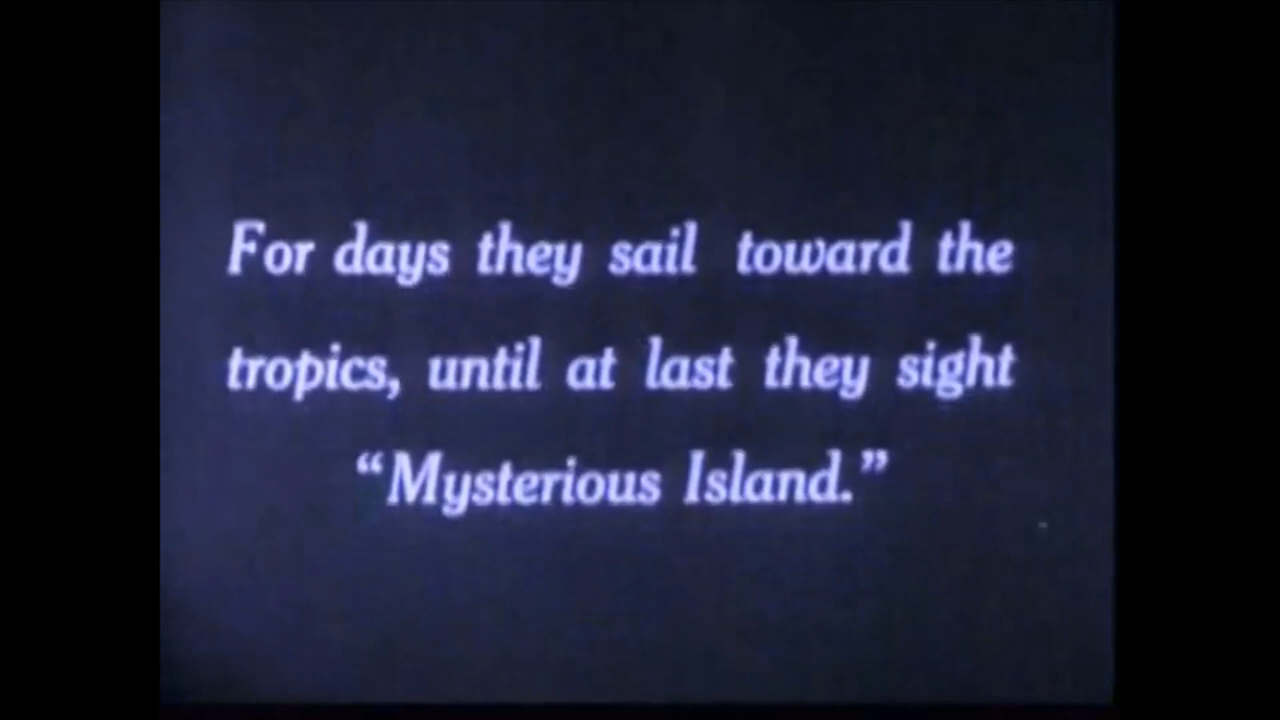 For days they sail toward the
tropics, until at last they sight
“Mysterious Island.”